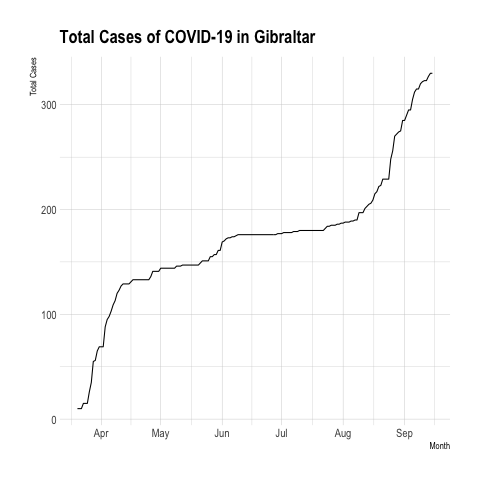 Total Cases of COVID-19 in Gibraltar
Total Cases
300
200
100
0
Apr May Jun Jul Aug Sep
Month